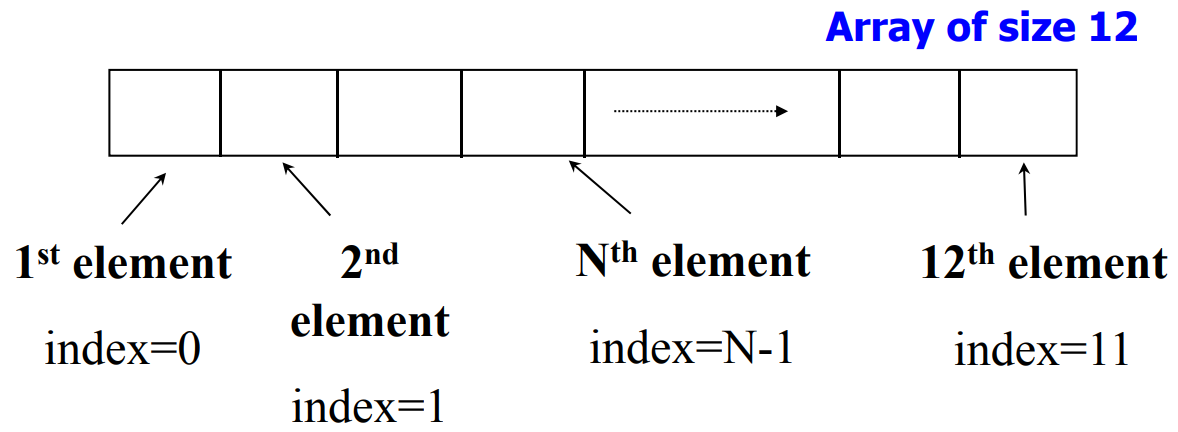 Array of size 12
1st element
2nd
element
Nth element
12th element
index=0
index=1
index=N-1
index=11